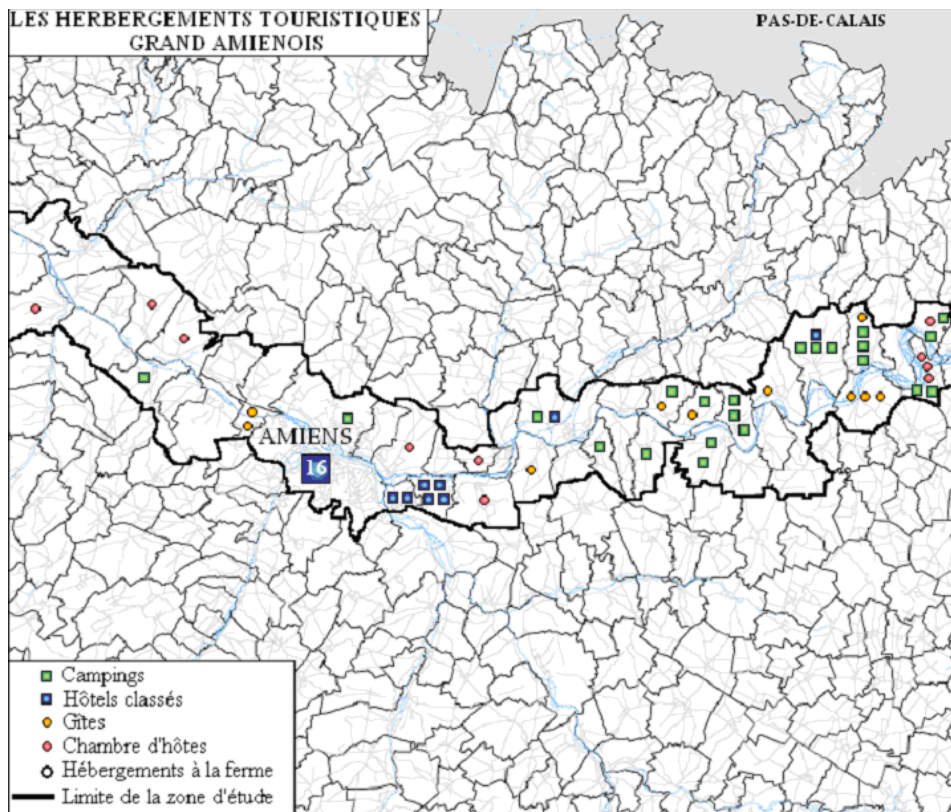 LES HERBERGEMENTS TOURISTIQUES
GRAND AMIENOIS
PAS-DE-CALAIS
AMIENS
16
Campings
Hôtels classés
Gîtes
Chambre d'hôtes
Hébergements à la ferme
Limite de la zone d'étude